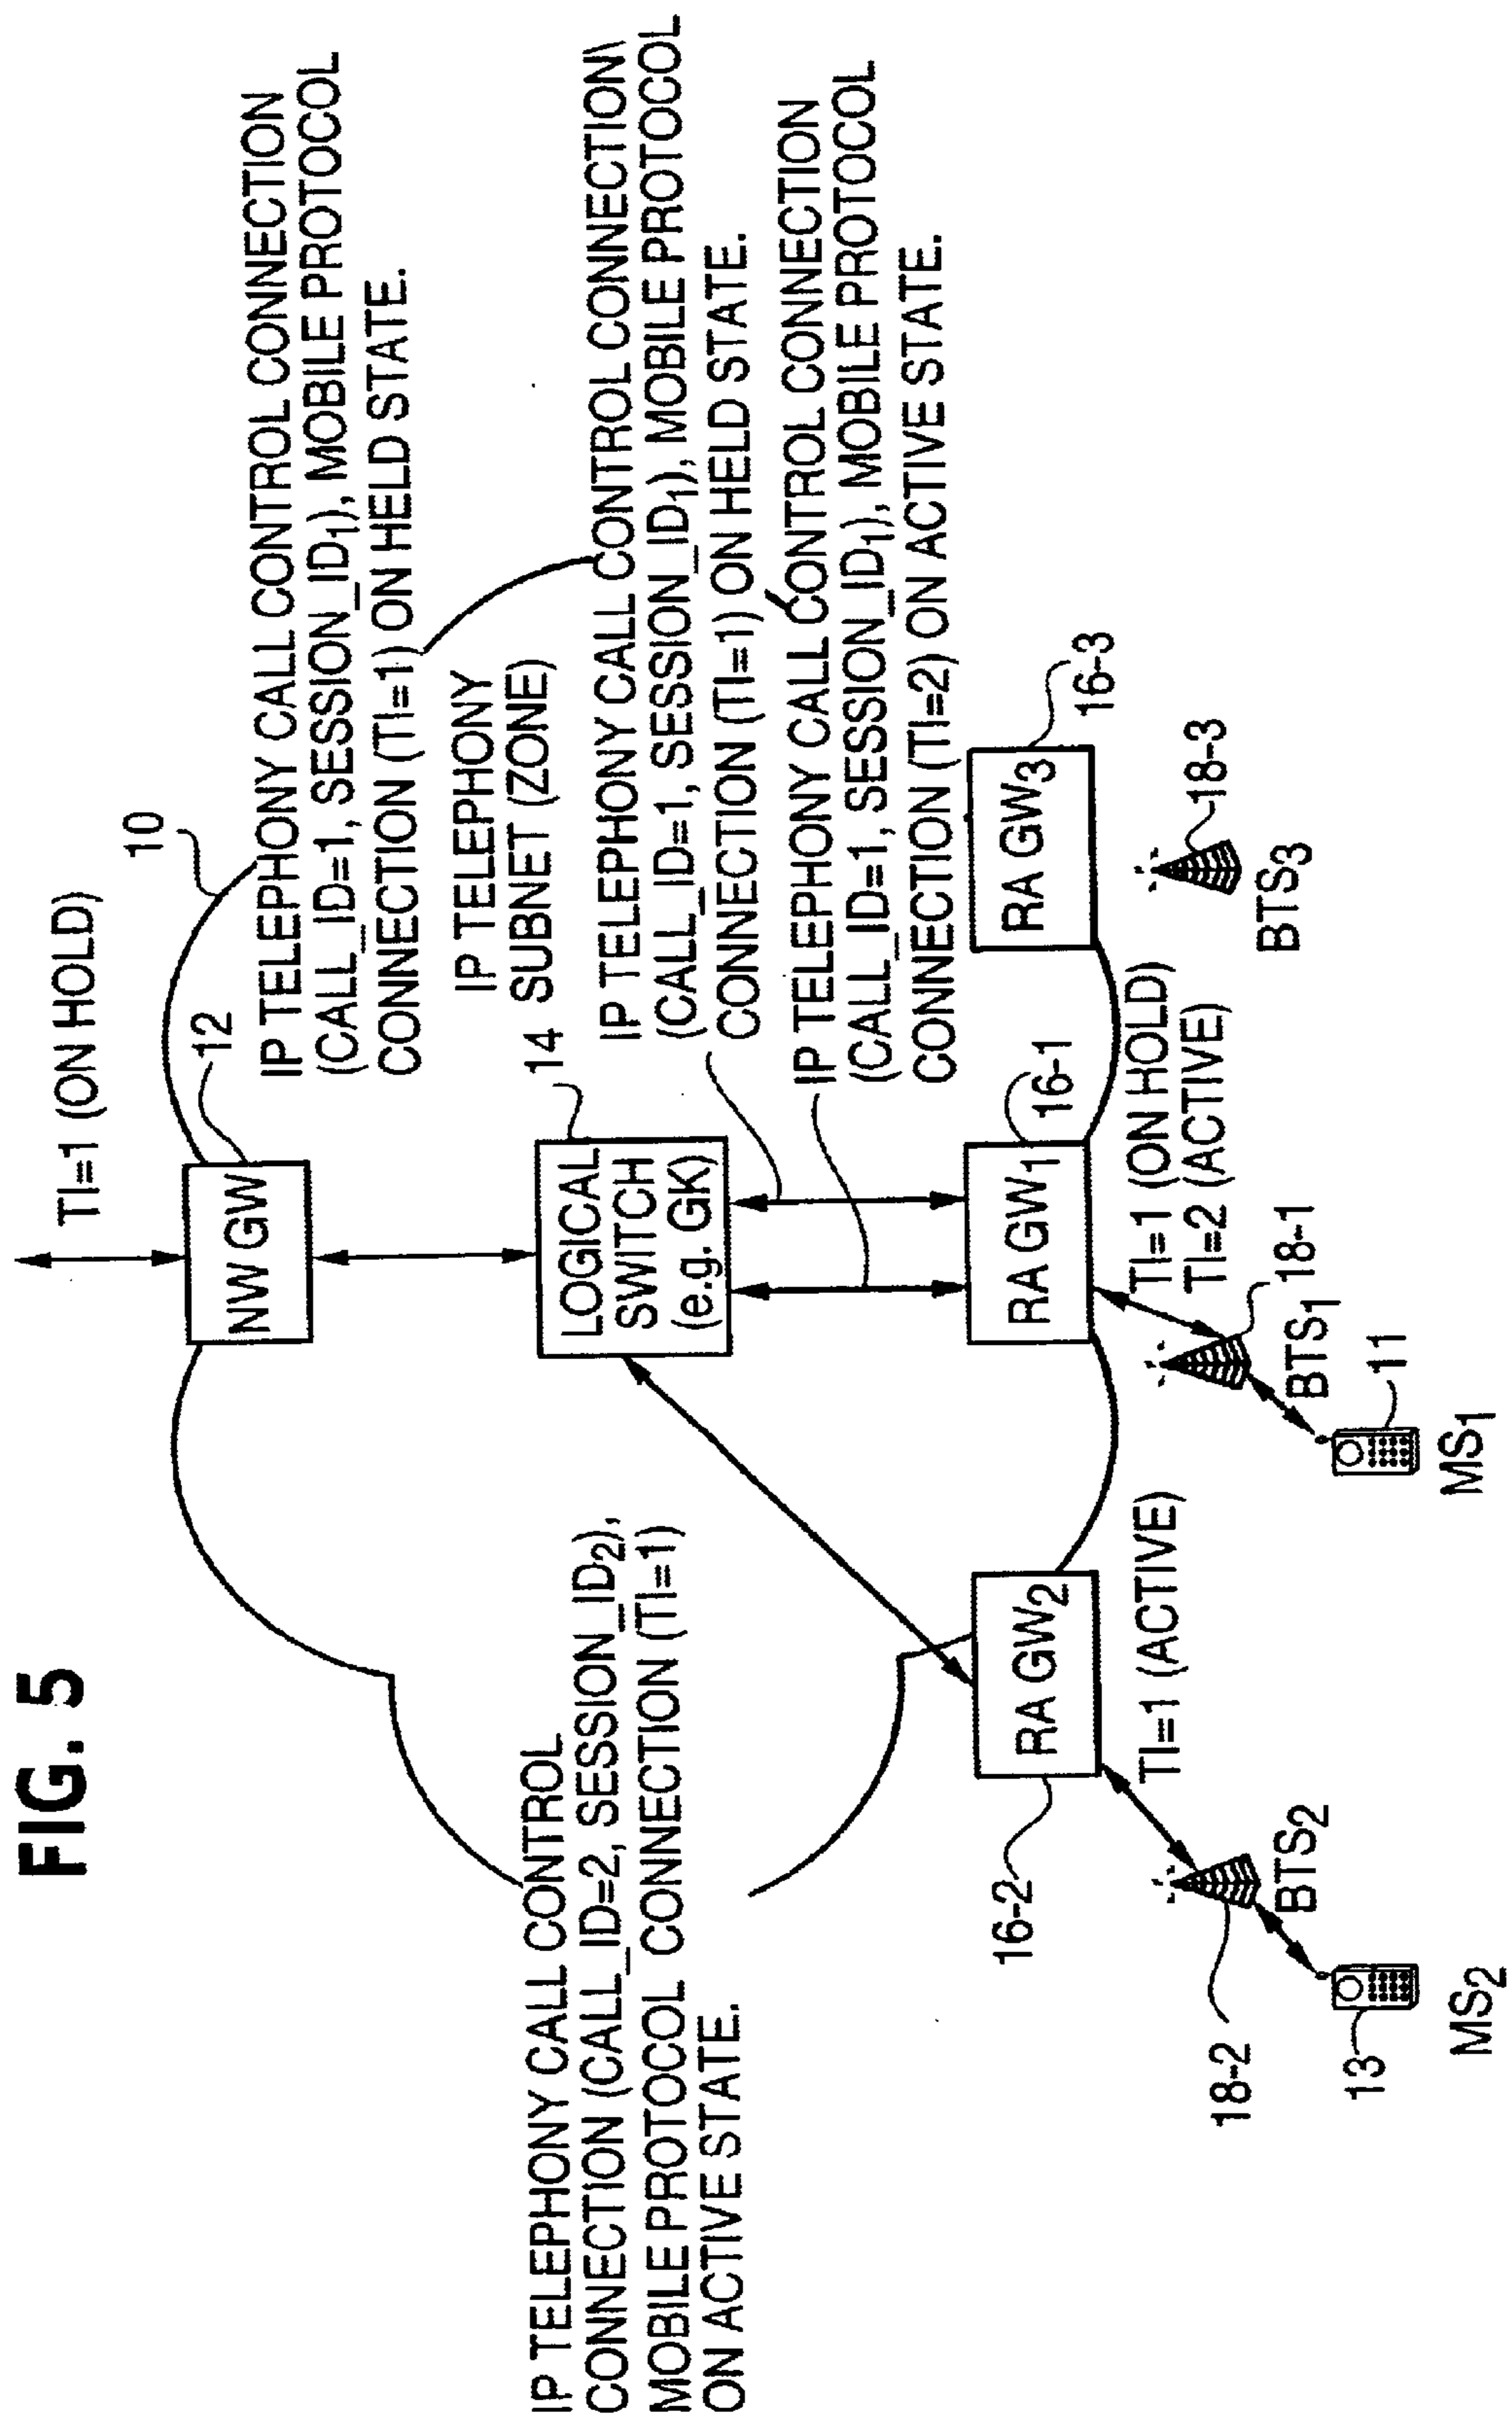 FIG. 5
TI=1 (ON HOLD)
10
NW GW
12
IP TELEPHONY CALL CONTROL CONNECTION
(CALL_ID=1, SESSION_ID1), MOBILE PROTOCOL
CONNECTION (TI=1) ON HELD STATE.
IP TELEPHONY
SUBNET (ZONE)
14
LOGICAL
SWITCH
(e.g. GK)
IP TELEPHONY CALL CONTROL CONNECTION\
(CALL_ID=1, SESSION_ID1), MOBILE PROTOCOL
CONNECTION (TI=1) ON HELD STATE.
IP TELEPHONY CALL CONTROL CONNECTION
(CALL_ID=1, SESSION_ID1), MOBILE PROTOCOL
CONNECTION (TI=2) ON ACTIVE STATE.
IP TELEPHONY CALL CONTROL
CONNECTION (CALL_ID=2, SESSION_ID2),
MOBILE PROTOCOL CONNECTION (TI=1)
ON ACTIVE STATE.
RA GW2
16-2
RA GW1
16-1
RA GW3
16-3
TI=1 (ACTIVE)
TI=1 (ON HOLD)
TI=2 (ACTIVE)
18-2
BTS2
BTS1
18-1
18-3
BTS3
13
MS2
11
MS1